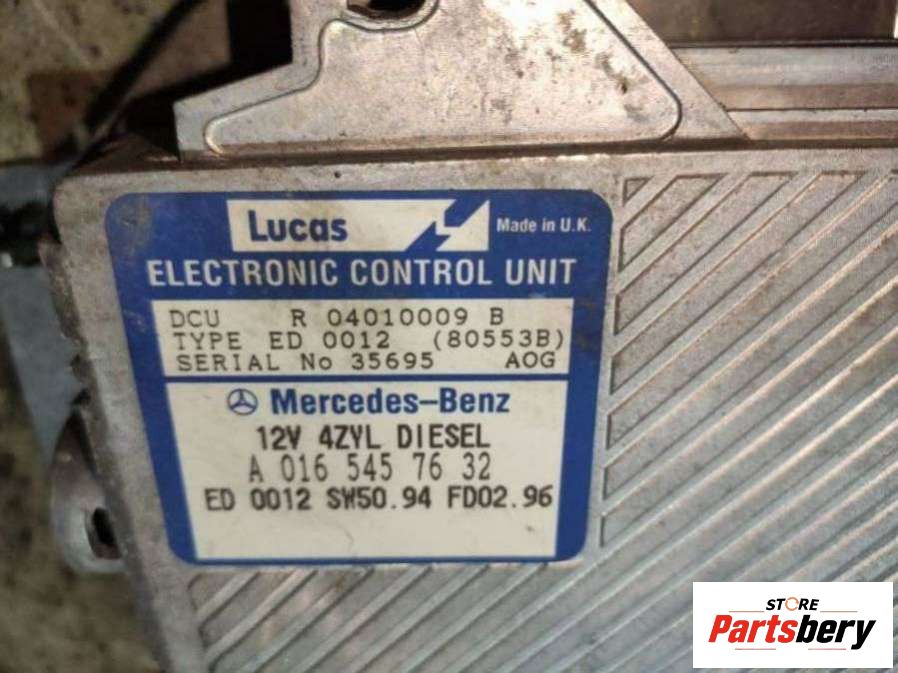 Lucas
Made in U.K.
ELECTRONIC CONTROL UNIT
DCU R 04010009 B
TYPE ED 0012 (80553B)
SERIAL No 35695 AOG
Mercedes-Benz
12V 4ZYL DIESEL
A 016 545 76 32
ED 0012 SW50.94 FD02.96
STORE
Partsbery